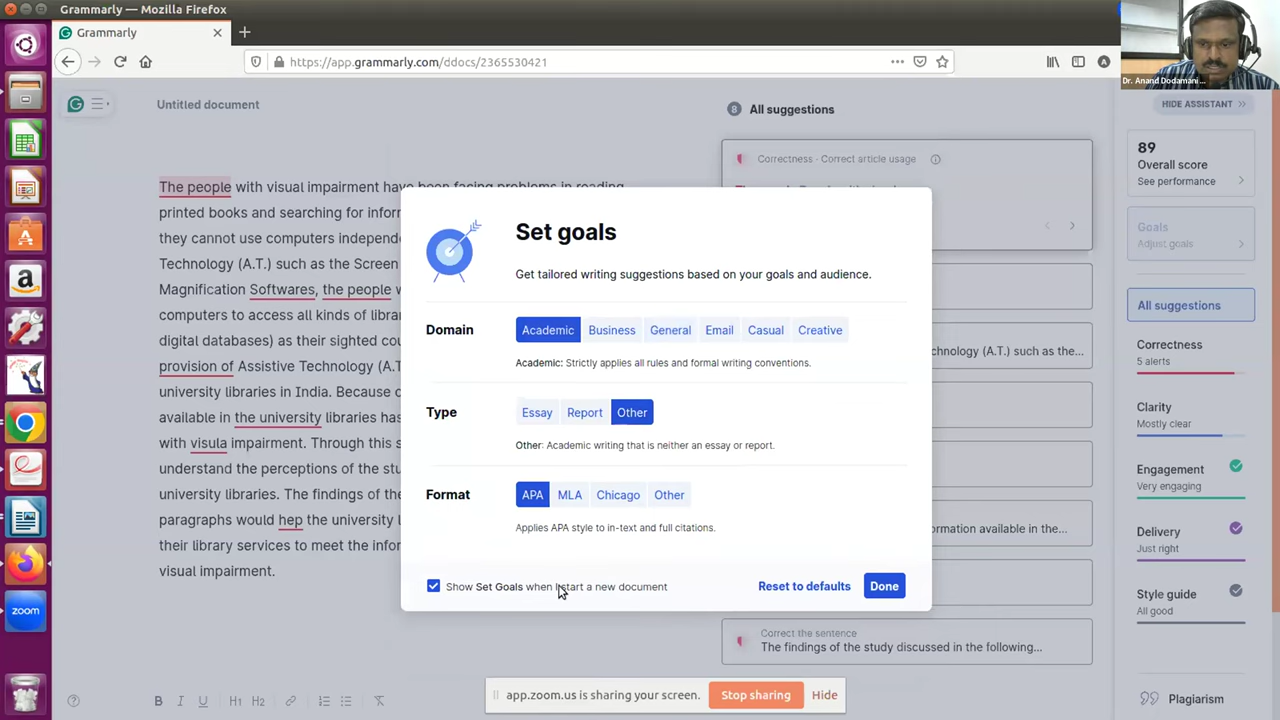 Grammarly — Mozilla Firefox
Grammarly
https://app.grammarly.com/ddocs/2365530421
Dr. Anand Dodamani...
Untitled document
8 All suggestions
HIDE ASSISTANT
Correctness · Correct article usage
The people with visual impairment have been facing problems in reading
printed books and searching for infor
they cannot use computers independe
Technology (A.T.) such as the Screen
Magnification Softwares, the people w
computers to access all kinds of librar
digital databases) as their sighted cou
provision of Assistive Technology (A.T
university libraries in India. Because o
available in the university libraries has
with visula impairment. Through this s
understand the perceptions of the stu
university libraries. The findings of the
paragraphs would hep the university l
their library services to meet the infor
visual impairment.
Set goals
Get tailored writing suggestions based on your goals and audience.
Domain
Academic Business General Email Casual Creative
Academic: Strictly applies all rules and formal writing conventions.
Type
Essay Report Other
Other: Academic writing that is neither an essay or report.
Format
APA MLA Chicago Other
Applies APA style to in-text and full citations.
Show Set Goals when I start a new document
Reset to defaults
Done
chnology (A.T.) such as the...
ormation available in the...
Correct the sentence
The findings of the study discussed in the following...
89
Overall score
See performance
Goals
Adjust goals
All suggestions
Correctness
5 alerts
Clarity
Mostly clear
Engagement
Very engaging
Delivery
Just right
Style guide
All good
Plagiarism
B I U H1 H2
app.zoom.us is sharing your screen.
Stop sharing
Hide
zoom